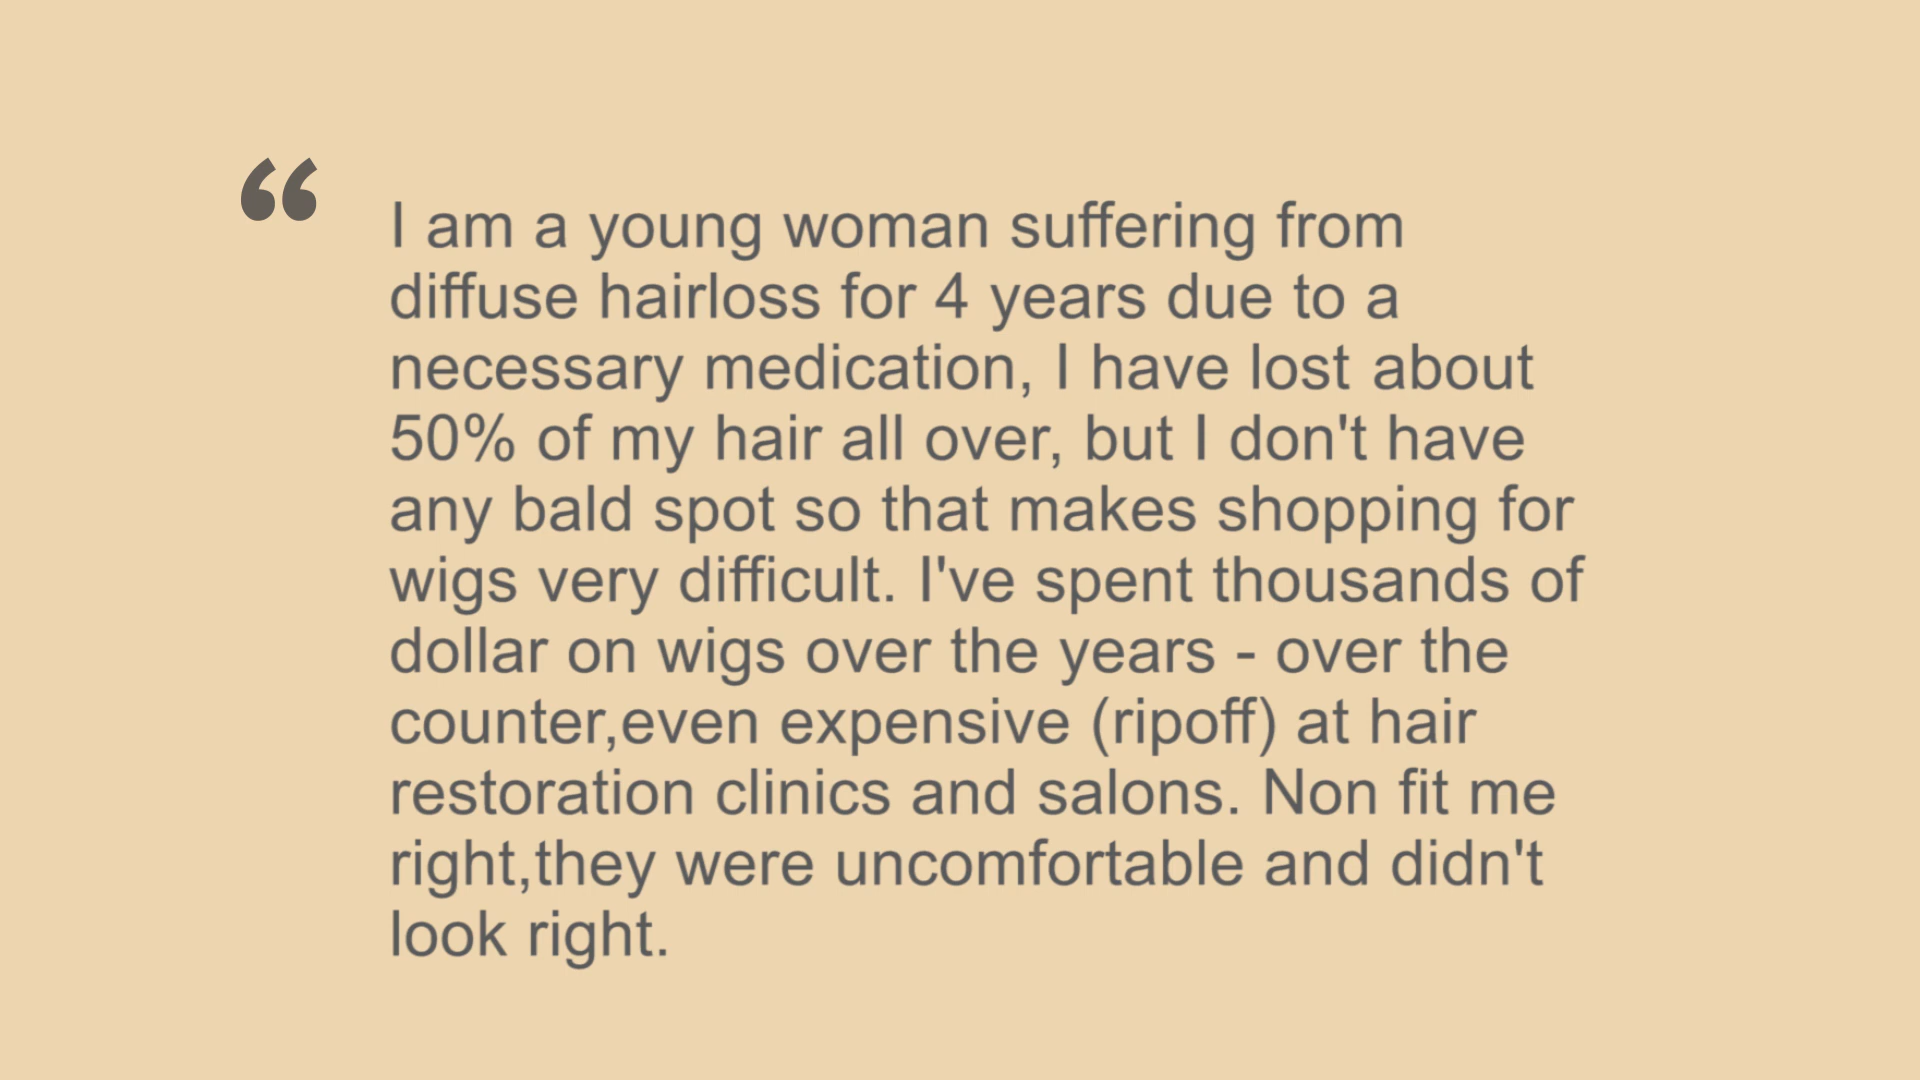 “
I am a young woman suffering from
diffuse hairloss for 4 years due to a
necessary medication, I have lost about
50% of my hair all over, but I don't have
any bald spot so that makes shopping for
wigs very difficult. I've spent thousands of
dollar on wigs over the years - over the
counter,even expensive (ripoff) at hair
restoration clinics and salons. Non fit me
right,they were uncomfortable and didn't
look right.